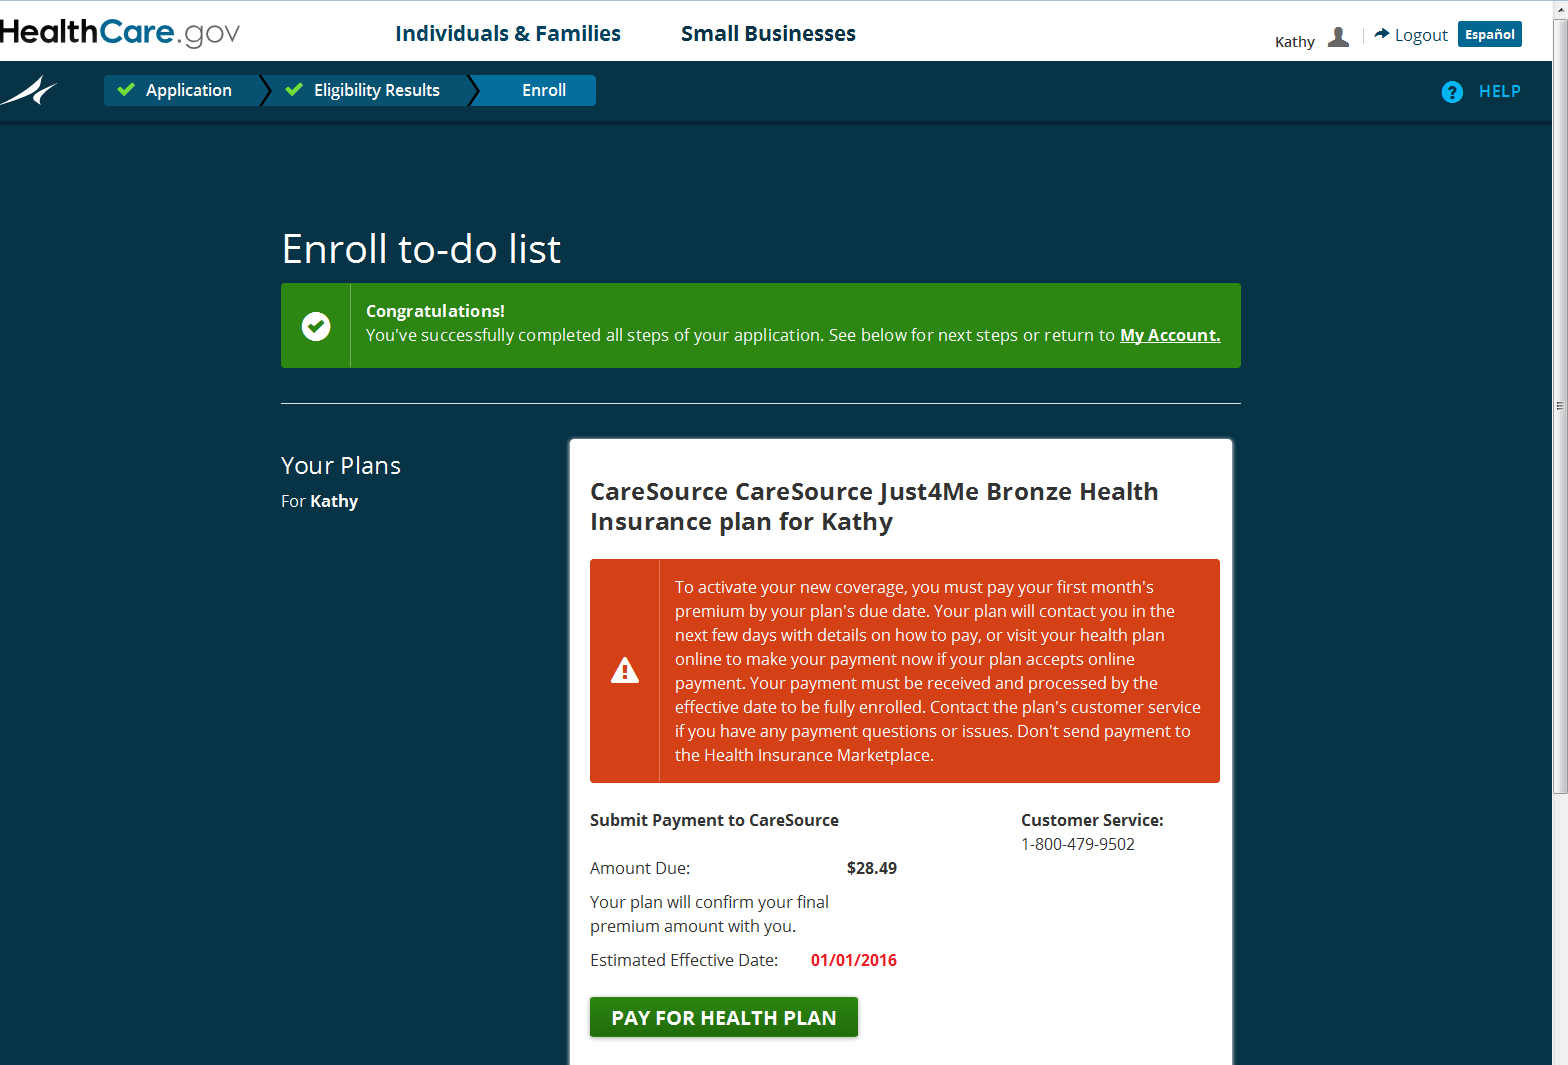 HealthCare.gov
Individuals & Families
Small Businesses
Kathy
Logout
Español
Application
Eligibility Results
Enroll
? HELP
Enroll to-do list
Congratulations!
You've successfully completed all steps of your application. See below for next steps or return to My Account.
Your Plans
For Kathy
CareSource CareSource Just4Me Bronze Health
Insurance plan for Kathy
To activate your new coverage, you must pay your first month's
premium by your plan's due date. Your plan will contact you in the
next few days with details on how to pay, or visit your health plan
online to make your payment now if your plan accepts online
payment. Your payment must be received and processed by the
effective date to be fully enrolled. Contact the plan's customer service
if you have any payment questions or issues. Don't send payment to
the Health Insurance Marketplace.
Submit Payment to CareSource
Customer Service:
1-800-479-9502
Amount Due: $28.49
Your plan will confirm your final
premium amount with you.
Estimated Effective Date: 01/01/2016
PAY FOR HEALTH PLAN